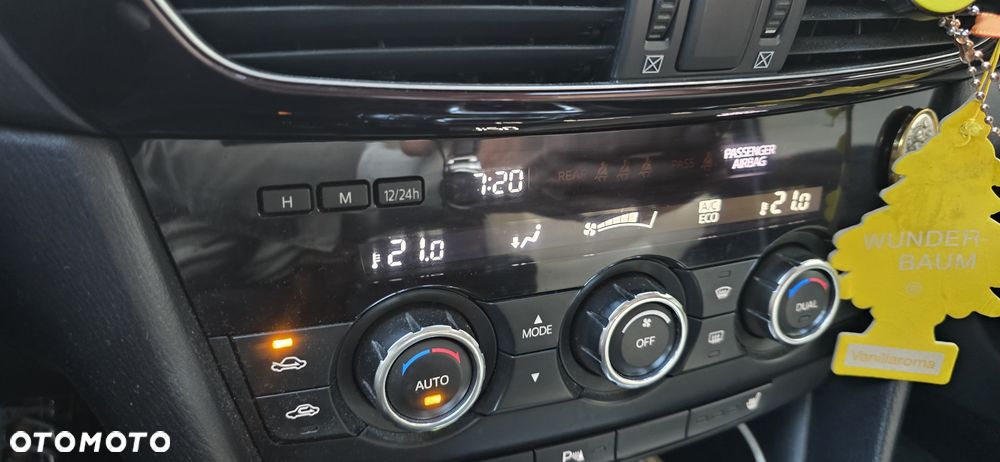 H M 12/24h 7:20 REAR PASS PASSENGER
AIRBAG
21.0 A/C
ECO 21.0
MODE
AUTO OFF DUAL
WUNDER-
BAUM
Vanillaroma
OTOMOTO